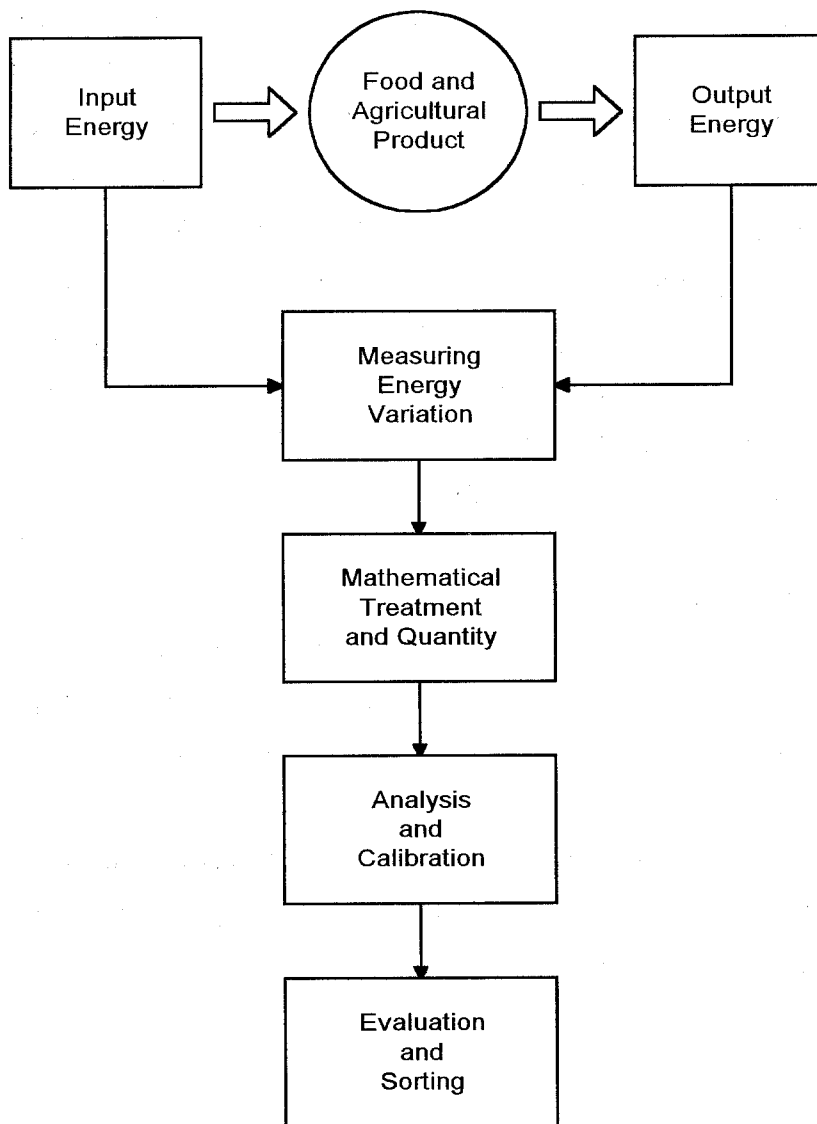 Input
Energy
Food and
Agricultural
Product
Output
Energy
Measuring
Energy
Variation
Mathematical
Treatment
and Quantity
Analysis
and
Calibration
Evaluation
and
Sorting